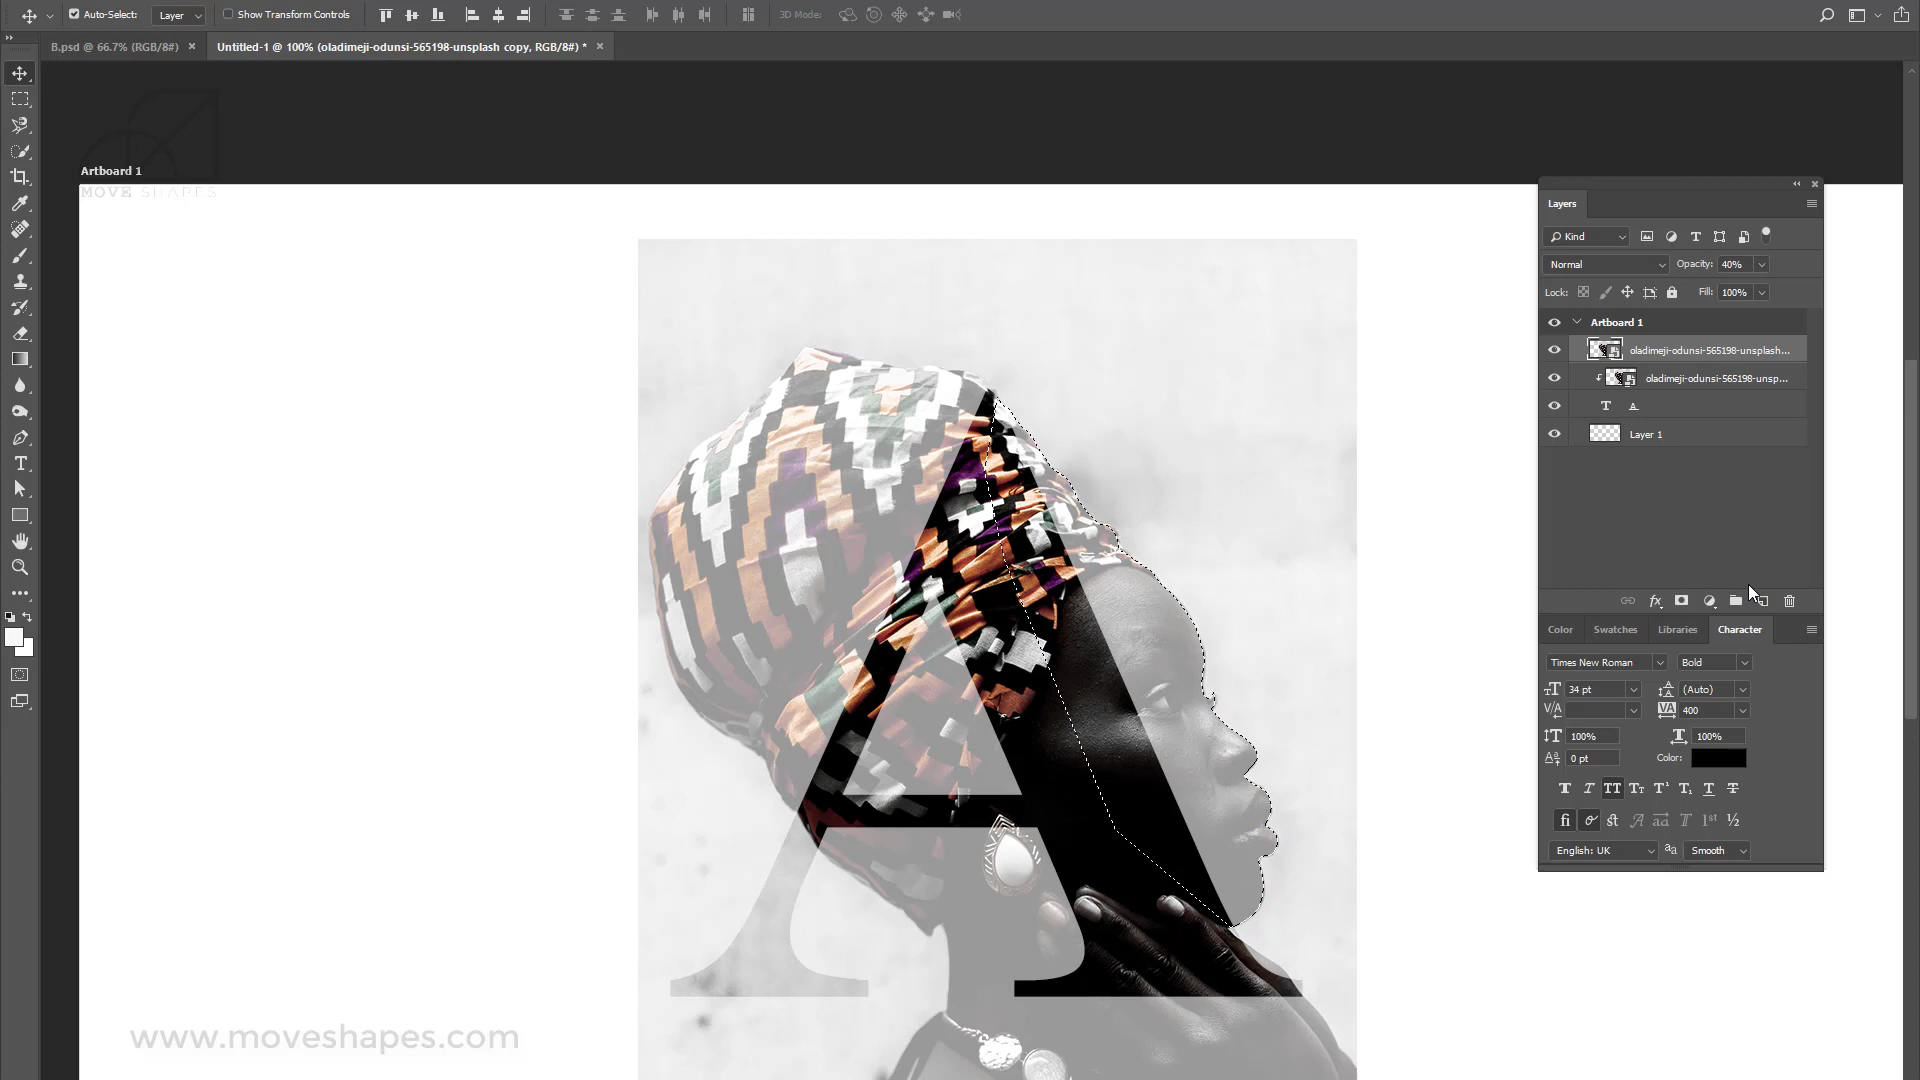 Auto-Select: Layer Show Transform Controls 3D Mode:
B.psd @ 66.7% (RGB/8#) × Untitled-1 @ 100% (oladimeji-odunsi-565198-unsplash copy, RGB/8#) * ×
Artboard 1
MOVE SHAPES
Layers
Kind
Normal Opacity: 40%
Lock: Fill: 100%
Artboard 1
oladimeji-odunsi-565198-unsplash...
oladimeji-odunsi-565198-unsp...
A
Layer 1
fx
Color Swatches Libraries Character
Times New Roman Bold
34 pt (Auto)
400
100% 100%
0 pt Color:
English: UK Smooth
A
www.moveshapes.com